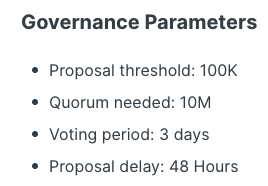 Governance Parameters
Proposal threshold: 100K
Quorum needed: 10M
Voting period: 3 days
Proposal delay: 48 Hours